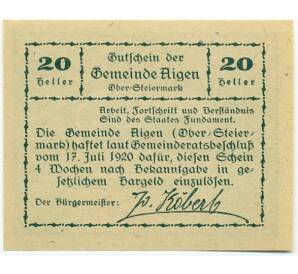 20 Gutschein der 20
Heller Gemeinde Aigen Heller
Ober-Steiermark
Arbeit, Fortschritt und Verständnis
Sind des Staates Fundament.
Die Gemeinde Aigen (Ober-Steier-
mark) haftet laut Gemeinderatsbeschluß
vom 17. Juli 1920 dafür, diesen Schein
4 Wochen nach Bekanntgabe in ge-
setzlichem Bargeld einzulösen.
Der Bürgermeister: P. Köberl